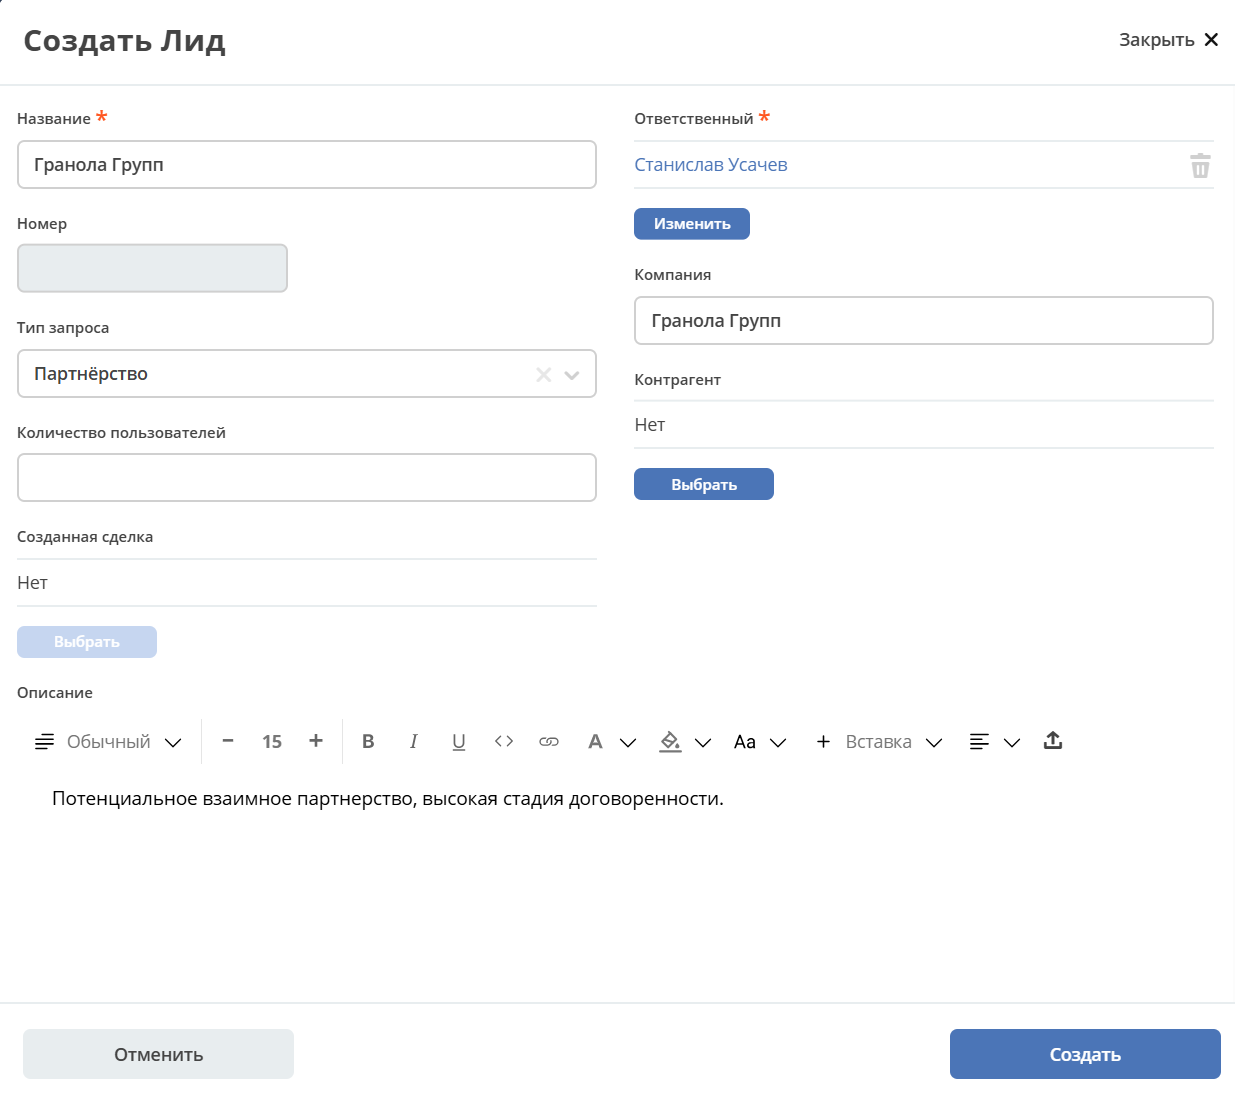 Создать Лид
Закрыть
Название *
Гранола Групп
Номер
Тип запроса
Партнёрство
Количество пользователей
Созданная сделка
Нет
Выбрать
Ответственный *
Станислав Усачев
Изменить
Компания
Гранола Групп
Контрагент
Нет
Выбрать
Описание
Обычный − 15 + B I U <> A Aa + Вставка
Потенциальное взаимное партнерство, высокая стадия договоренности.
Отменить
Создать